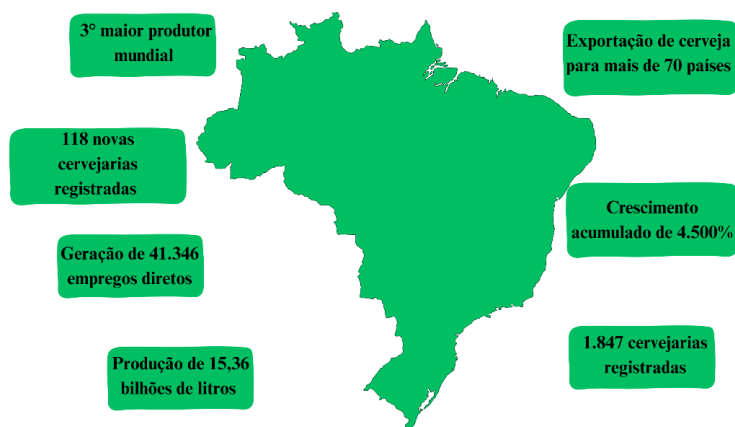 3° maior produtor
mundial
Exportação de cerveja
para mais de 70 países
118 novas
cervejarias
registradas
Crescimento
acumulado de 4.500%
Geração de 41.346
empregos diretos
1.847 cervejarias
registradas
Produção de 15,36
bilhões de litros